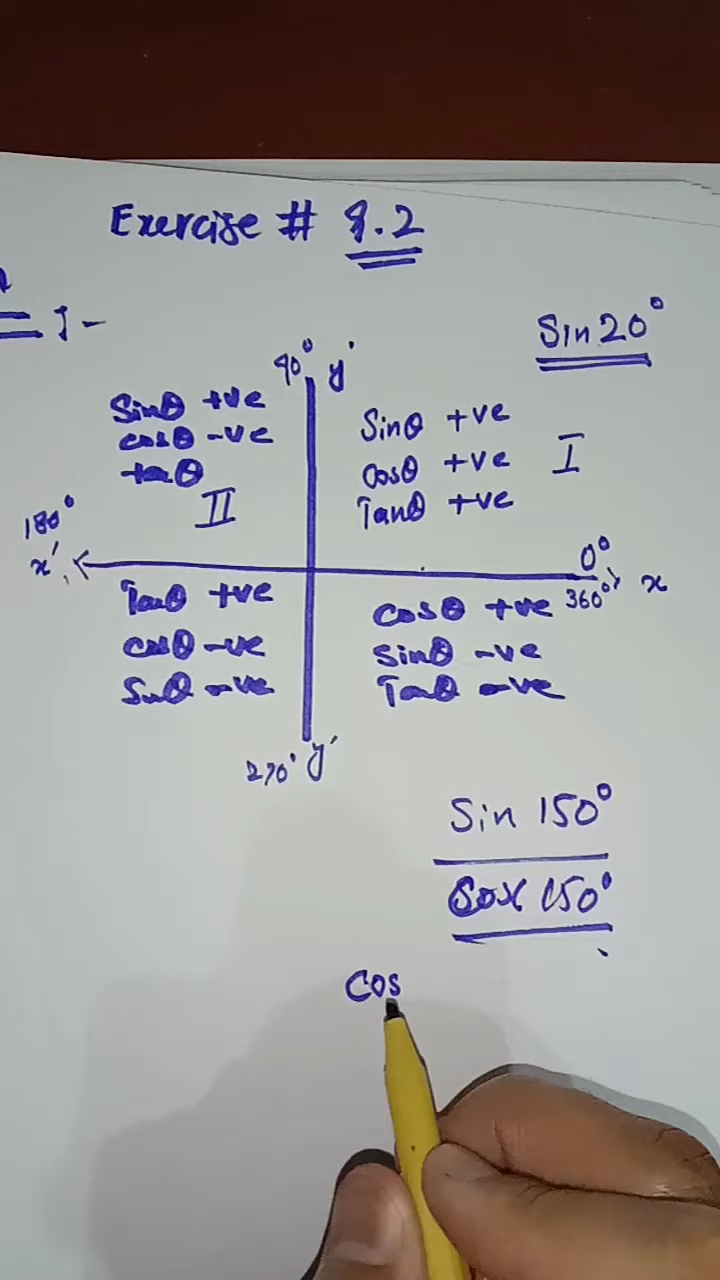 Exercise # 9.2
Sin 20°
90° y
Sinθ +ve
cosθ -ve
tanθ
II
Sinθ +ve
Cosθ +ve
Tanθ +ve
I
180°
x'
0°
360°
x
Tanθ +ve
cosθ -ve
Sinθ -ve
cosθ +ve
Sinθ -ve
Tanθ -ve
270° y'
Sin 150°
150°
Cos